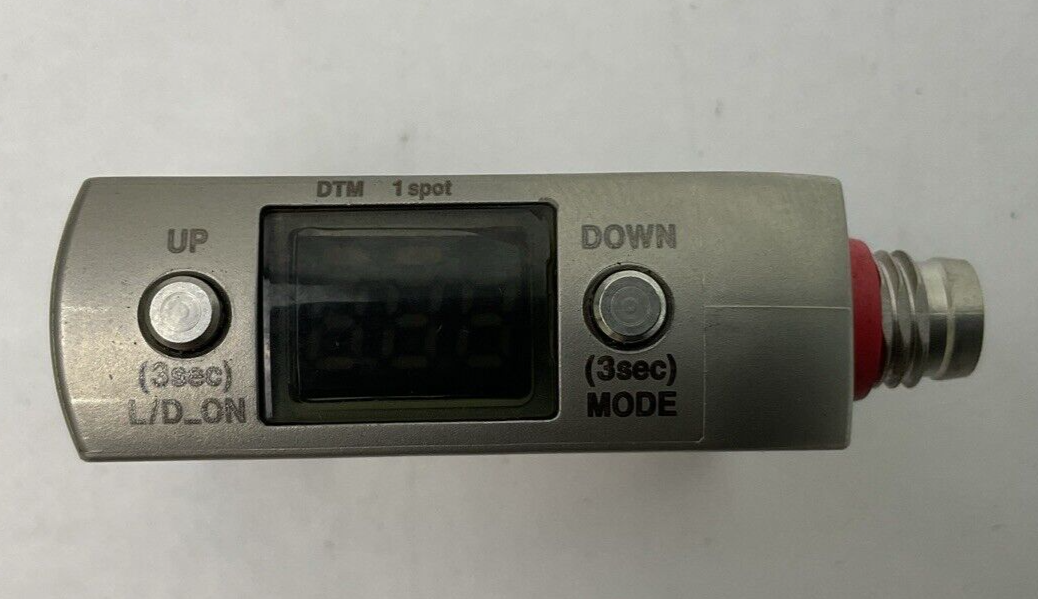 DTM 1 spot
UP
DOWN
(3sec)
L/D_ON
(3sec)
MODE